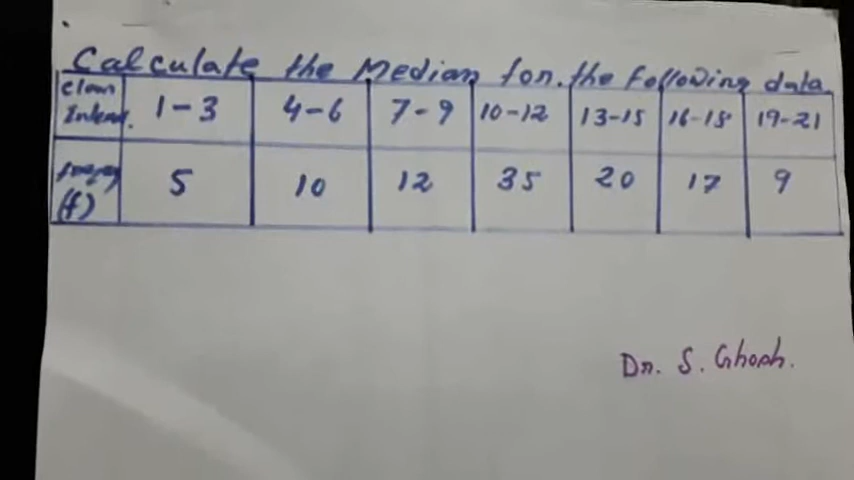 Calculate the Median for the following data
Class 1-3 4-6 7-9 10-12 13-15 16-18 19-21
Interv.
(f) 5 10 12 35 20 17 9
Dr. S. Ghosh.